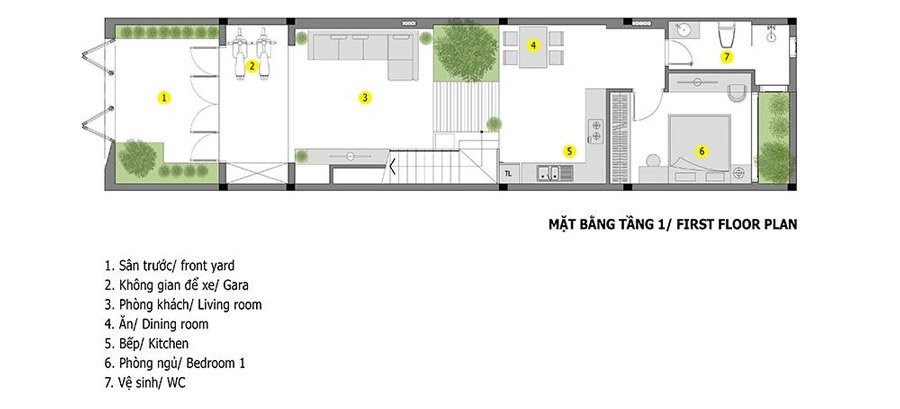 1
2
3
4
5
6
7
TL
MẶT BẰNG TẦNG 1/ FIRST FLOOR PLAN
1. Sân trước/ front yard
2. Không gian để xe/ Gara
3. Phòng khách/ Living room
4. Ăn/ Dining room
5. Bếp/ Kitchen
6. Phòng ngủ/ Bedroom 1
7. Vệ sinh/ WC